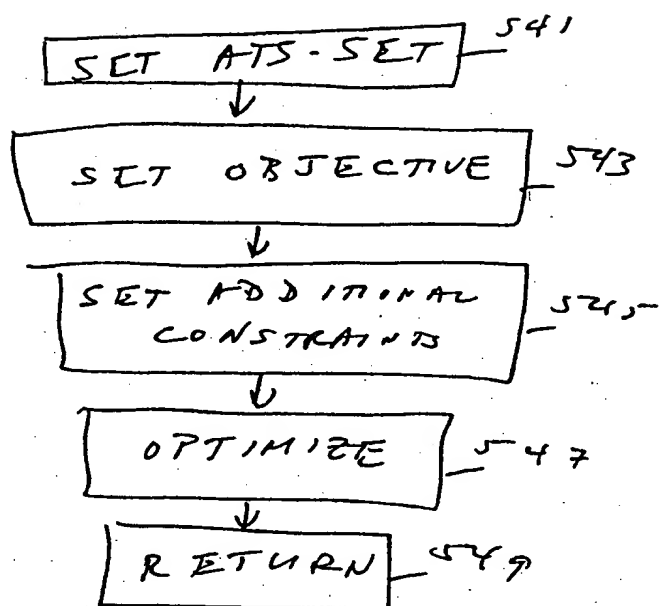 SET ATS-SET 541
SET OBJECTIVE 543
SET ADDITIONAL
CONSTRAINTS 545
OPTIMIZE 547
RETURN 549